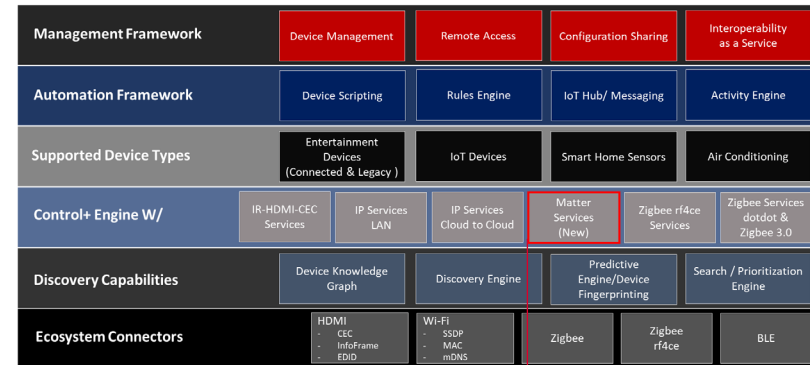 Management Framework
Device Management
Remote Access
Configuration Sharing
Interoperability
as a Service
Automation Framework
Device Scripting
Rules Engine
IoT Hub/ Messaging
Activity Engine
Supported Device Types
Entertainment
Devices
(Connected & Legacy )
IoT Devices
Smart Home Sensors
Air Conditioning
Control+ Engine W/
IR-HDMI-CEC
Services
IP Services
LAN
IP Services
Cloud to Cloud
Matter
Services
(New)
Zigbee rf4ce
Services
Zigbee Services
dotdot &
Zigbee 3.0
Discovery Capabilities
Device Knowledge
Graph
Discovery Engine
Predictive
Engine/Device
Fingerprinting
Search / Prioritization
Engine
Ecosystem Connectors
HDMI
- CEC
- InfoFrame
- EDID
Wi-Fi
- SSDP
- MAC
- mDNS
Zigbee
Zigbee
rf4ce
BLE